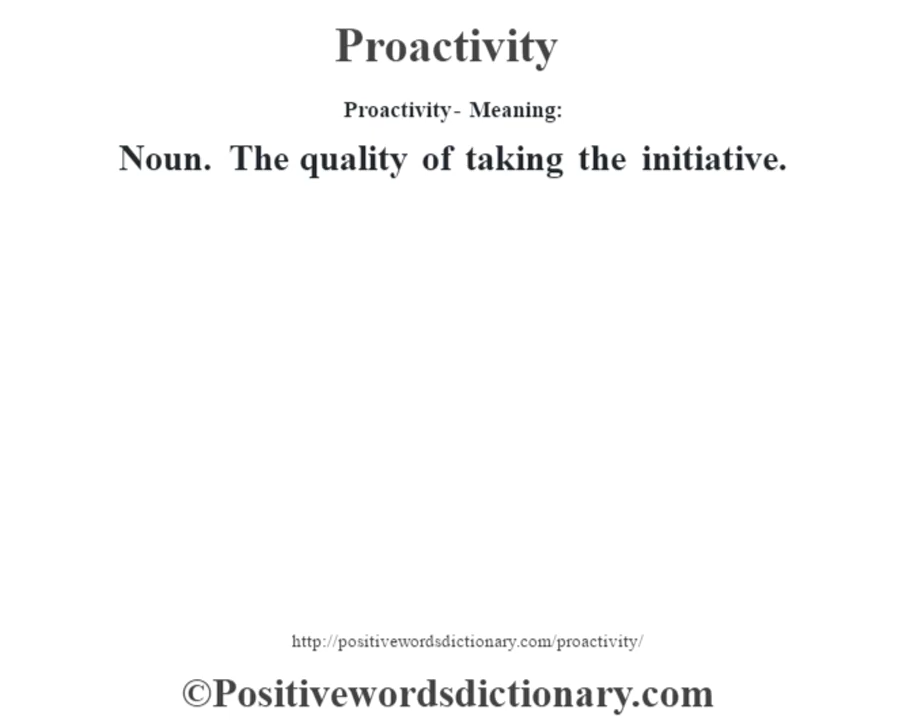 Proactivity
Proactivity- Meaning:
Noun. The quality of taking the initiative.
http://positivewordsdictionary.com/proactivity/
©Positivewordsdictionary.com